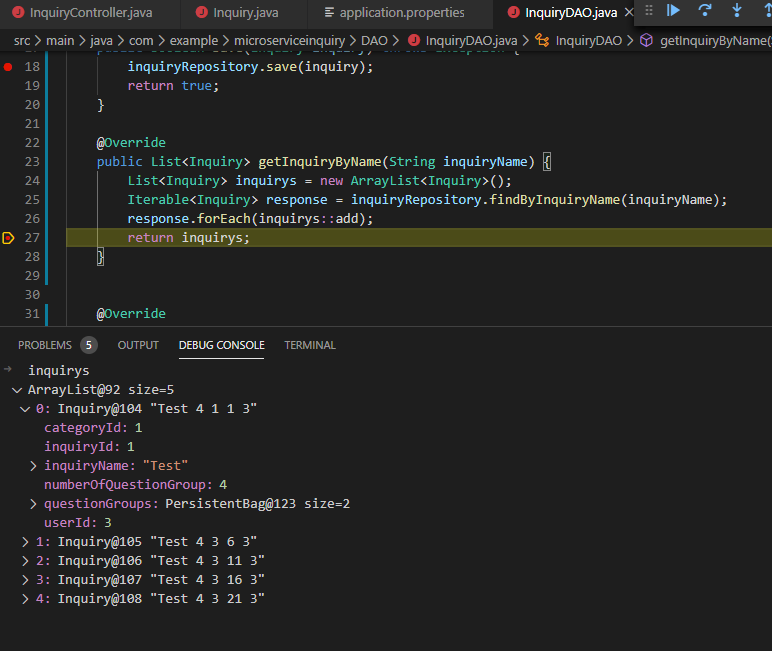 InquiryController.java Inquiry.java application.properties InquiryDAO.java
src > main > java > com > example > microserviceinquiry > DAO > InquiryDAO.java > InquiryDAO > getInquiryByName(S
18 inquiryRepository.save(inquiry);
19 return true;
20 }
21
22 @Override
23 public List<Inquiry> getInquiryByName(String inquiryName) {
24 List<Inquiry> inquirys = new ArrayList<Inquiry>();
25 Iterable<Inquiry> response = inquiryRepository.findByInquiryName(inquiryName);
26 response.forEach(inquirys::add);
27 return inquirys;
28 }
29
30
31 @Override
PROBLEMS 5 OUTPUT DEBUG CONSOLE TERMINAL
inquirys
ArrayList@92 size=5
0: Inquiry@104 "Test 4 1 1 3"
categoryId: 1
inquiryId: 1
inquiryName: "Test"
numberOfQuestionGroup: 4
questionGroups: PersistentBag@123 size=2
userId: 3
1: Inquiry@105 "Test 4 3 6 3"
2: Inquiry@106 "Test 4 3 11 3"
3: Inquiry@107 "Test 4 3 16 3"
4: Inquiry@108 "Test 4 3 21 3"